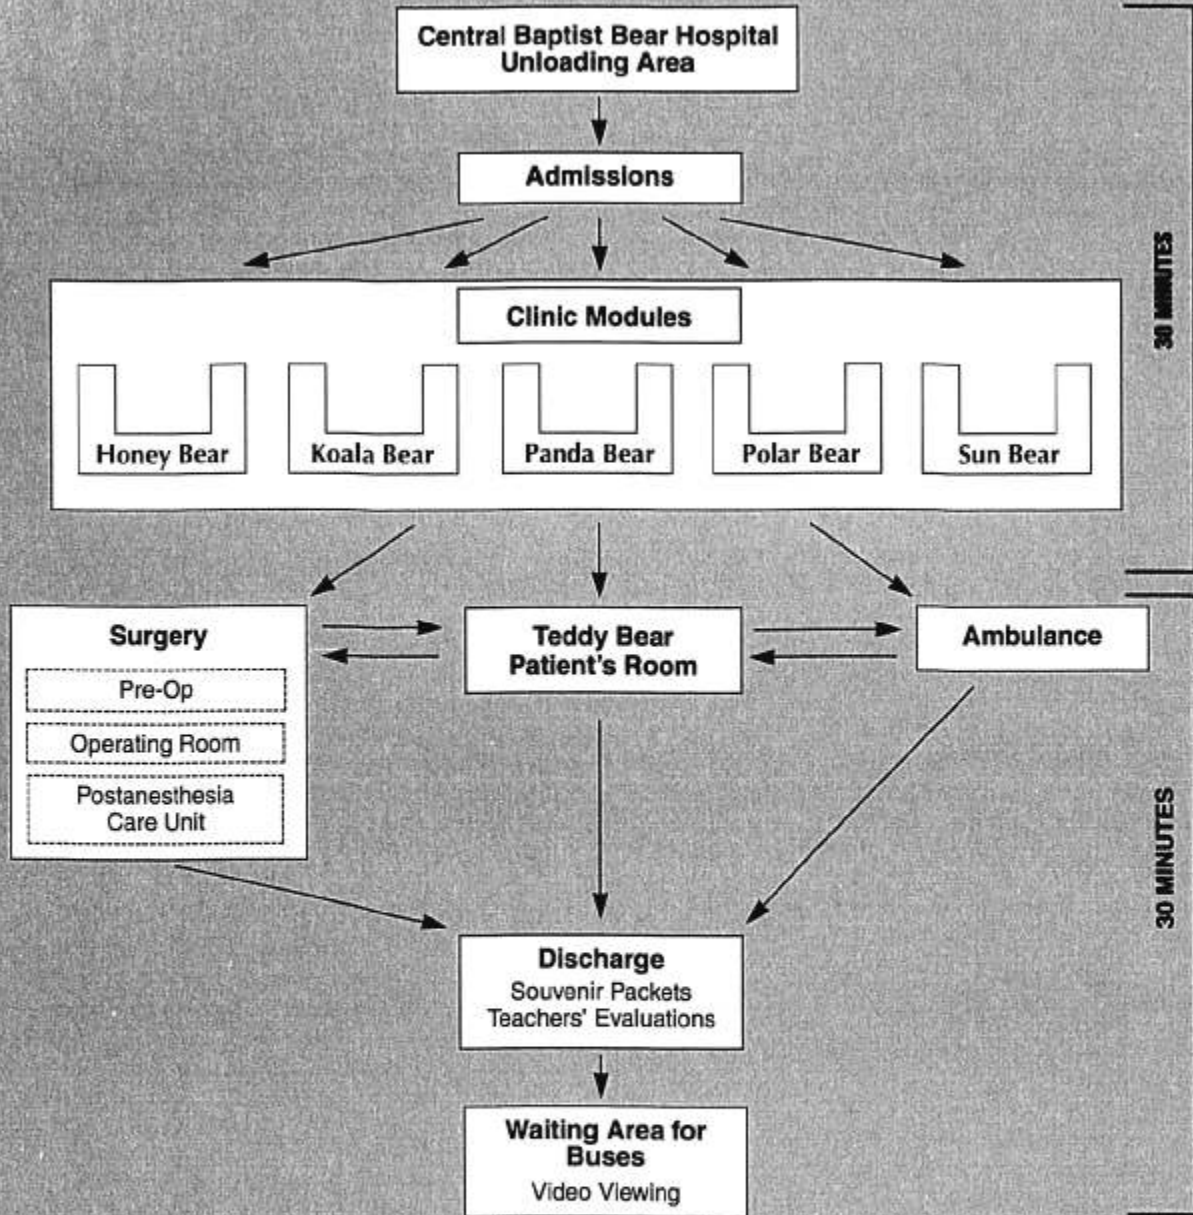 Central Baptist Bear Hospital
Unloading Area
Admissions
Clinic Modules
Honey Bear
Koala Bear
Panda Bear
Polar Bear
Sun Bear
30 MINUTES
Surgery
Pre-Op
Operating Room
Postanesthesia
Care Unit
Teddy Bear
Patient's Room
Ambulance
30 MINUTES
Discharge
Souvenir Packets
Teachers' Evaluations
Waiting Area for
Buses
Video Viewing